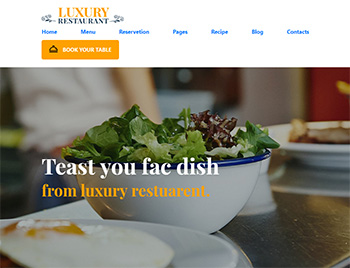 LUXURY
RESTAURANT
Home Menu Reservetion Pages Recipe Blog Contacts
BOOK YOUR TABLE
Teast you fac dish
from luxury restuarent.